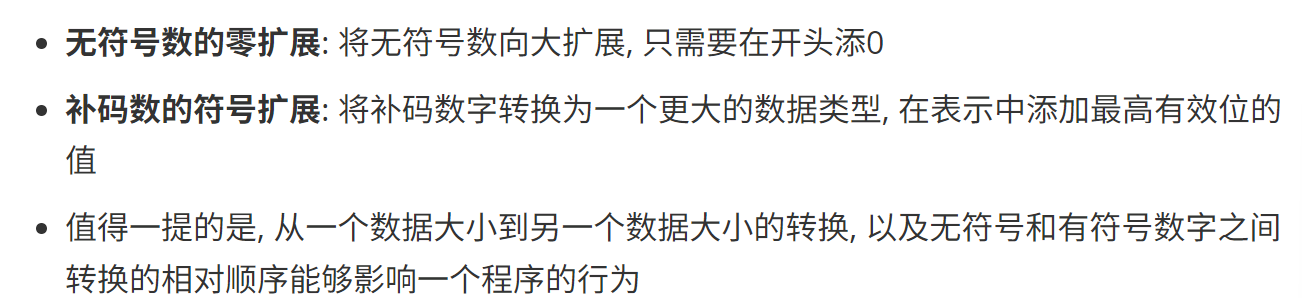 • 无符号数的零扩展: 将无符号数向大扩展, 只需要在开头添0
• 补码数的符号扩展: 将补码数字转换为一个更大的数据类型, 在表示中添加最高有效位的
值
• 值得一提的是, 从一个数据大小到另一个数据大小的转换, 以及无符号和有符号数字之间
转换的相对顺序能够影响一个程序的行为